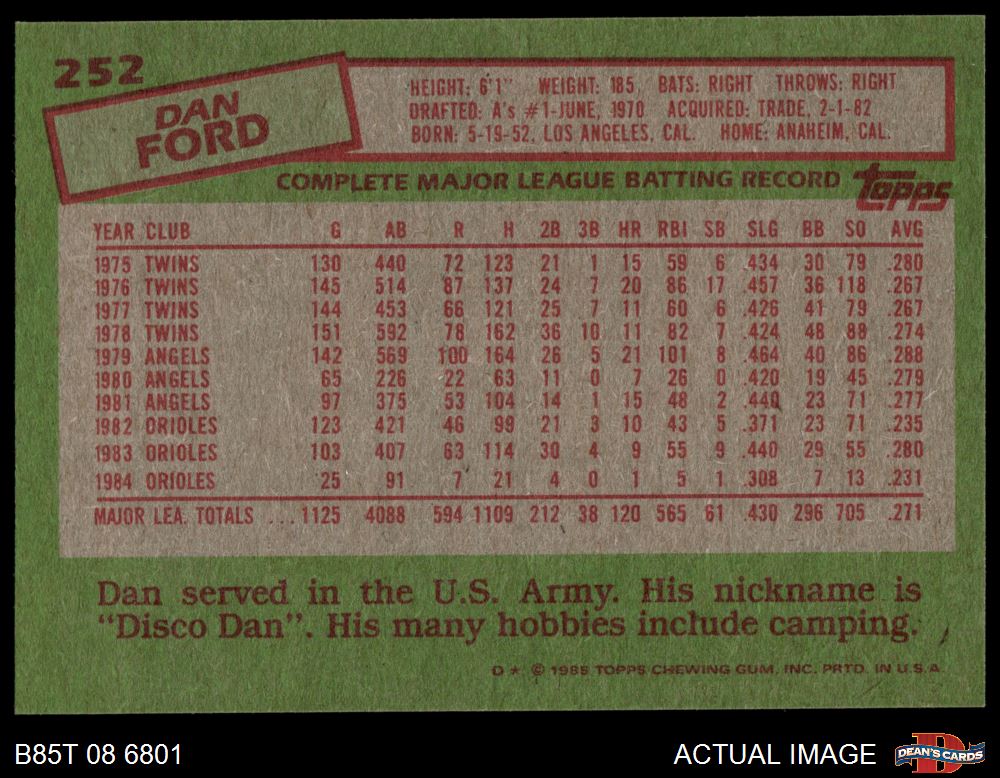 252
DAN
FORD
HEIGHT: 6'1" WEIGHT: 185 BATS: RIGHT THROWS: RIGHT
DRAFTED: A's #1-JUNE, 1970 ACQUIRED: TRADE, 2-1-82
BORN: 5-19-52, LOS ANGELES, CAL. HOME: ANAHEIM, CAL.
COMPLETE MAJOR LEAGUE BATTING RECORD topps
YEAR CLUB G AB R H 2B 3B HR RBI SB SLG BB SO AVG
1975 TWINS 130 440 72 123 21 1 15 59 6 .434 30 79 .280
1976 TWINS 145 514 87 137 24 7 20 86 17 .457 36 118 .267
1977 TWINS 144 453 66 121 25 7 11 60 6 .426 41 79 .267
1978 TWINS 151 592 78 162 36 10 11 82 7 .424 48 88 .274
1979 ANGELS 142 569 100 164 26 5 21 101 8 .464 40 86 .288
1980 ANGELS 65 226 22 63 11 0 7 26 0 .420 19 45 .279
1981 ANGELS 97 375 53 104 14 1 15 48 2 .440 23 71 .277
1982 ORIOLES 123 421 46 99 21 3 10 43 5 .371 23 71 .235
1983 ORIOLES 103 407 63 114 30 4 9 55 9 .440 29 55 .280
1984 ORIOLES 25 91 7 21 4 0 1 5 1 .308 7 13 .231
MAJOR LEA. TOTALS ... 1125 4088 594 1109 212 38 120 565 61 .430 296 705 .271
Dan served in the U.S. Army. His nickname is
"Disco Dan". His many hobbies include camping.
D ★ © 1985 TOPPS CHEWING GUM, INC. PRTD. IN U.S.A.
B85T 08 6801 ACTUAL IMAGE DEAN'S CARDS